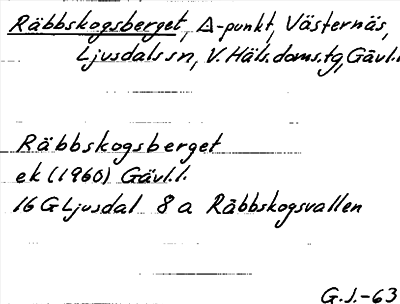 Räbbskogsberget, Δ-punkt, Västernäs,
Ljusdals sn, V. Häls. doms.tg, Gävl.l.
Räbbskogsberget
ek (1960) Gävl.l.
16 G Ljusdal 8 a Räbbskogsvallen
G.J.-63